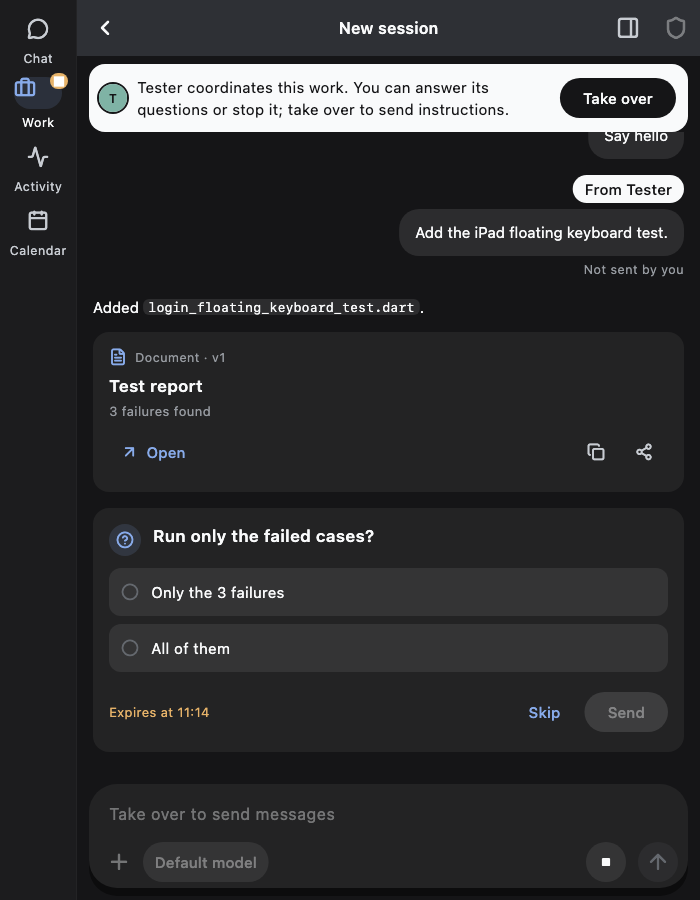 New session
Chat
Work
Activity
Calendar
T
Tester coordinates this work. You can answer its
questions or stop it; take over to send instructions.
Take over
Say hello
From Tester
Add the iPad floating keyboard test.
Not sent by you
Added login_floating_keyboard_test.dart.
Document · v1
Test report
3 failures found
Open
Run only the failed cases?
Only the 3 failures
All of them
Expires at 11:14
Skip
Send
Take over to send messages
Default model